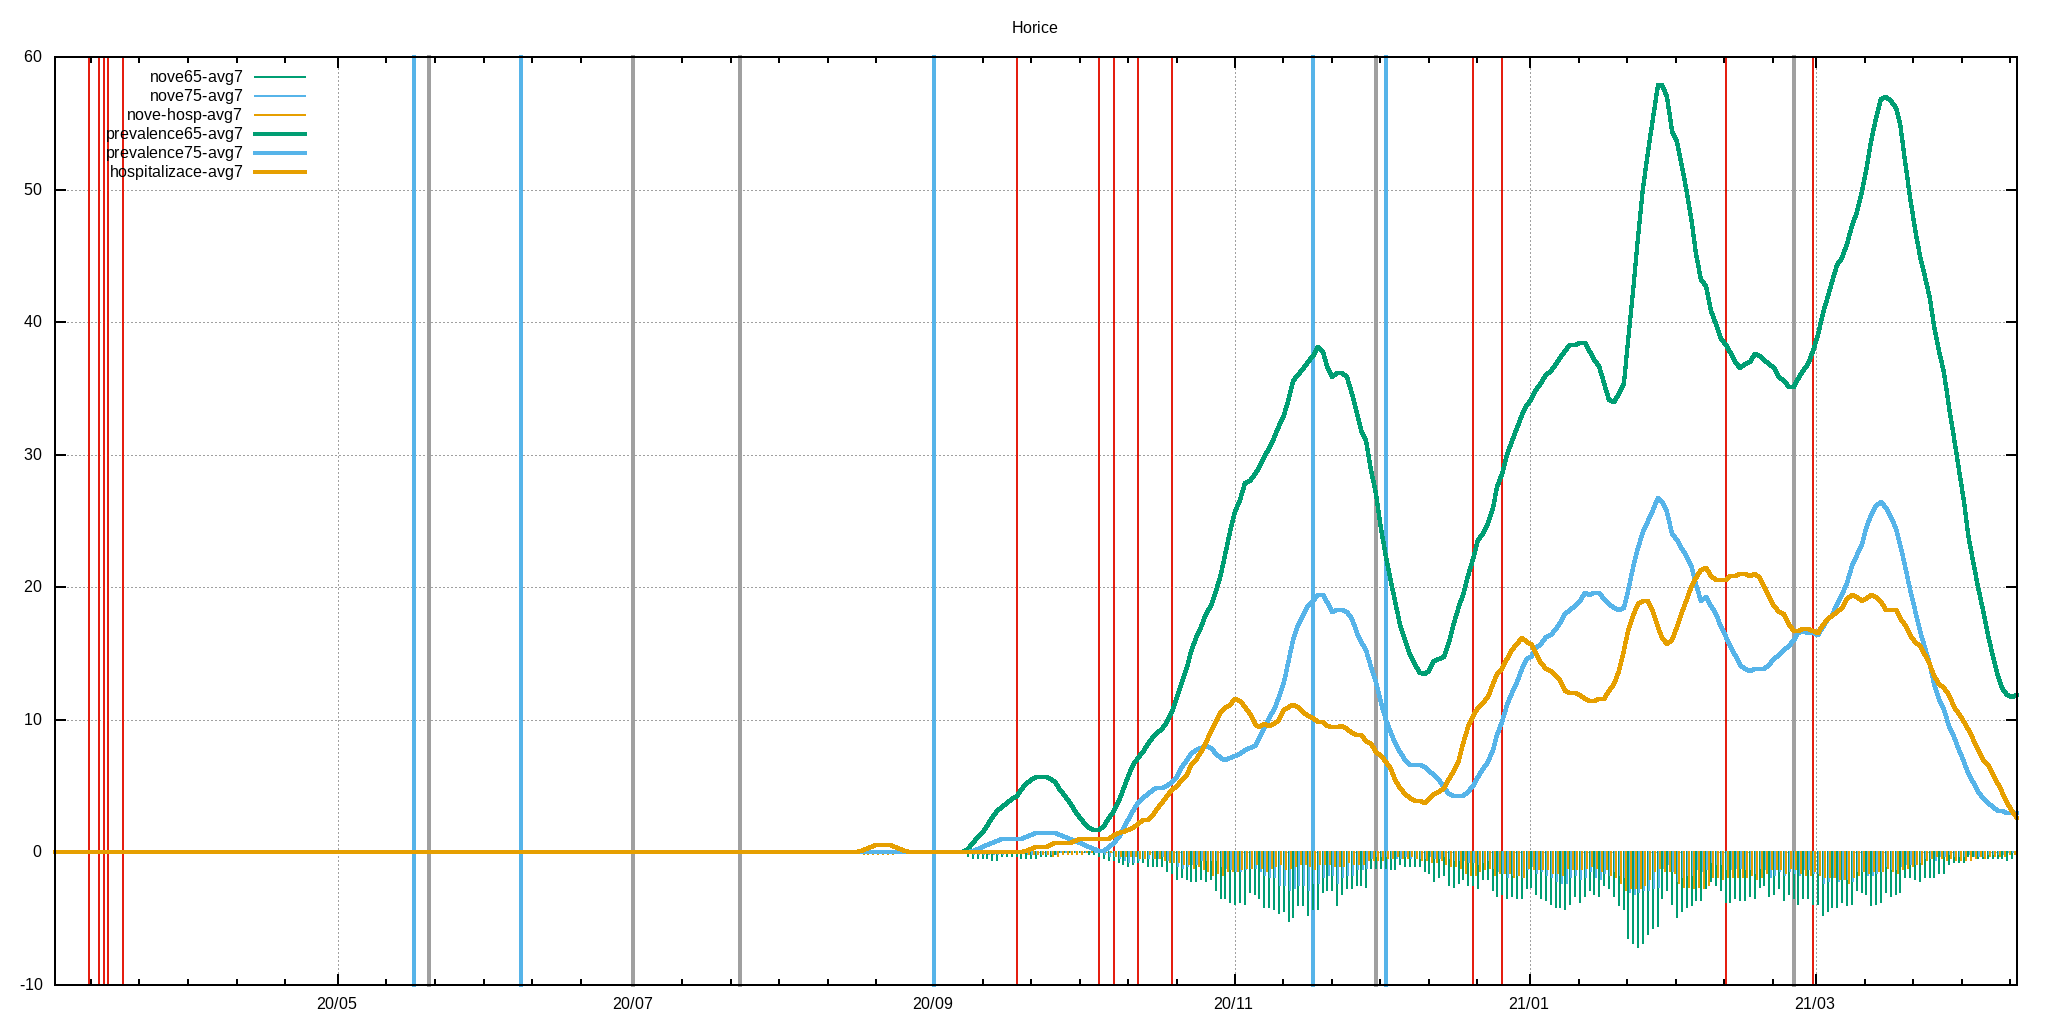 Horice
60
nove65-avg7
nove75-avg7
nove-hosp-avg7
prevalence65-avg7
prevalence75-avg7
hospitalizace-avg7
50
40
30
20
10
0
-10
20/05 20/07 20/09 20/11 21/01 21/03